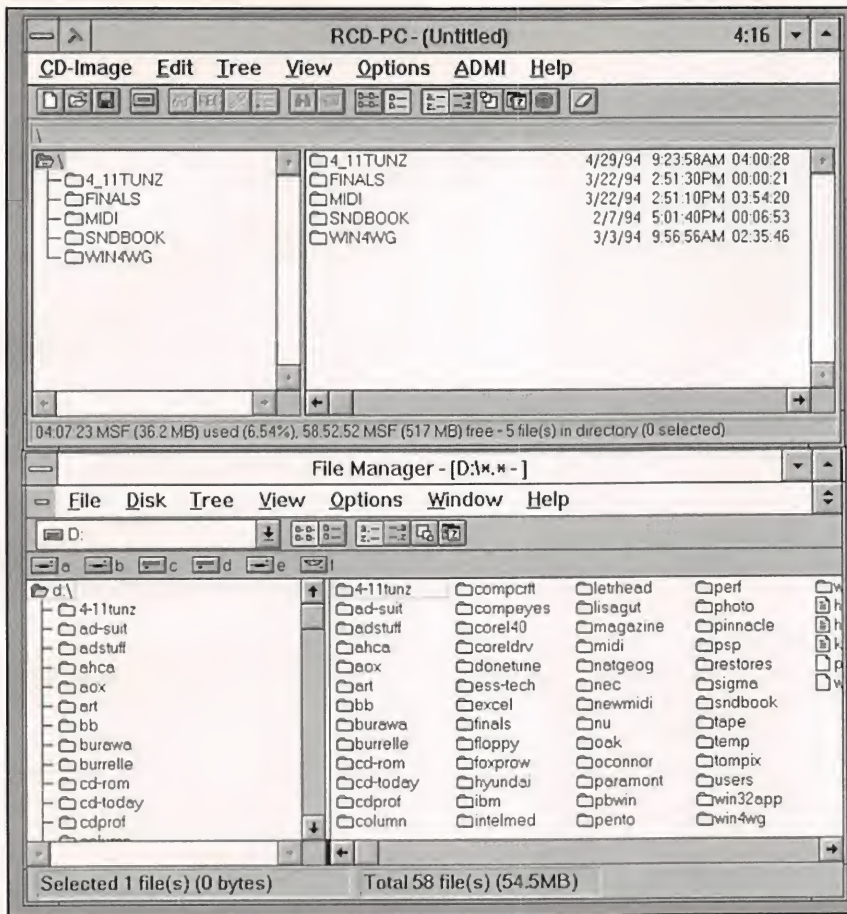 RCD-PC - (Untitled) 4:16
CD-Image Edit Tree View Options ADMI Help
\
\
4_11TUNZ
FINALS
MIDI
SNDBOOK
WIN4WG
4_11TUNZ 4/29/94 9:23:58AM 04:00:28
FINALS 3/22/94 2:51:30PM 00:00:21
MIDI 3/22/94 2:51:10PM 03:54:20
SNDBOOK 2/7/94 5:01:40PM 00:06:53
WIN4WG 3/3/94 9:56:56AM 02:35:46
04:07:23 MSF (36.2 MB) used (6.54%), 58:52:52 MSF (517 MB) free - 5 file(s) in directory (0 selected)
File Manager - [D:\*.* - ]
File Disk Tree View Options Window Help
D:
a b c d e
d:\
4-11tunz
ad-suit
adstuff
ahca
aox
art
bb
burawa
burrelle
cd-rom
cd-today
cdprof
column
4-11tunz compcrft letrhead perf w
ad-suit compeyes lisagut photo h
adstuff corel40 magazine pinnacle h
ahca coreldrv midi psp k
aox donetune natgeog restores p
art ess-tech nec sigma w
bb excel newmidi sndbook
burawa finals nu tape
burrelle floppy oak temp
cd-rom foxprow oconnor tompix
cd-today hyundai paramont users
cdprof ibm pbwin win32app
column intelmed pento win4wg
Selected 1 file(s) (0 bytes) Total 58 file(s) (54.5MB)